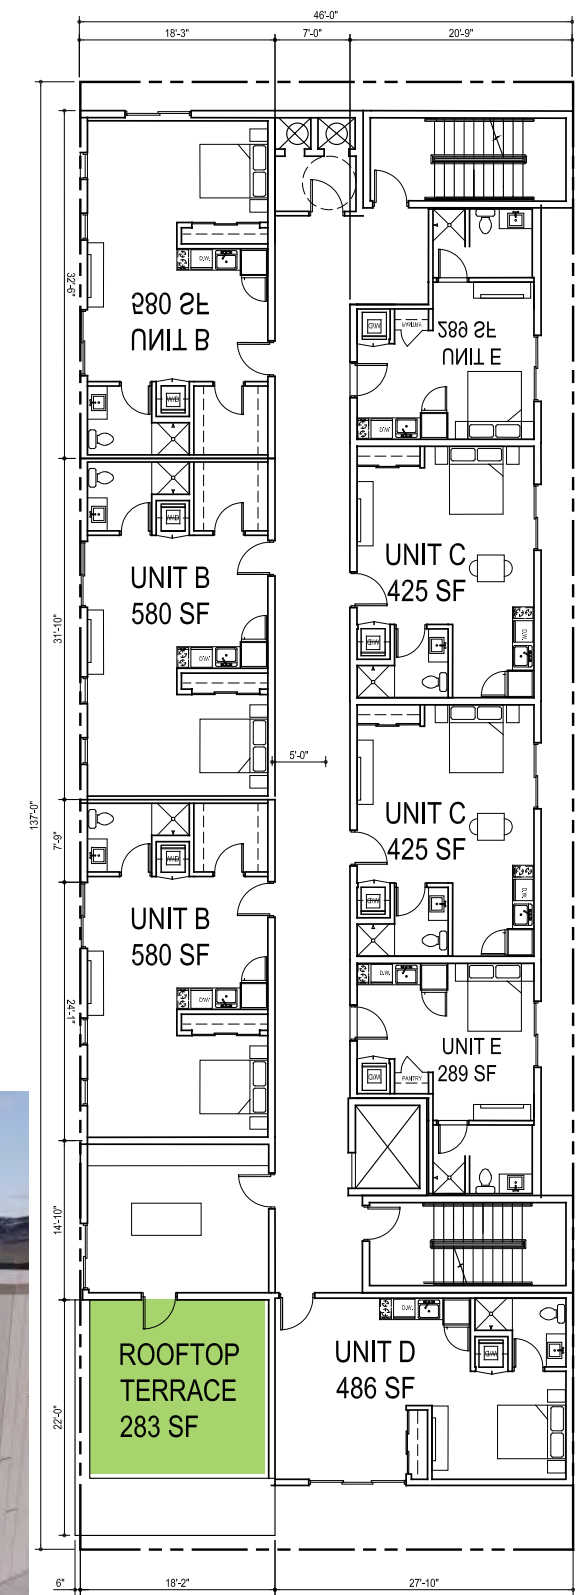 46'-0"
18'-3"
7'-0"
20'-9"
137'-0"
32'-6"
D.W.
580 SF
UNIT B
W/D
W/D
PANTRY
289 SF
UNIT E
D.W.
W/D
UNIT B
580 SF
31'-10"
D.W.
UNIT C
425 SF
D.W.
W/D
5'-0"
7'-9"
W/D
UNIT C
425 SF
D.W.
W/D
UNIT B
580 SF
24'-1"
D.W.
D.W.
UNIT E
289 SF
W/D
PANTRY
14'-10"
22'-0"
ROOFTOP
TERRACE
283 SF
D.W.
UNIT D
486 SF
W/D
6"
18'-2"
27'-10"